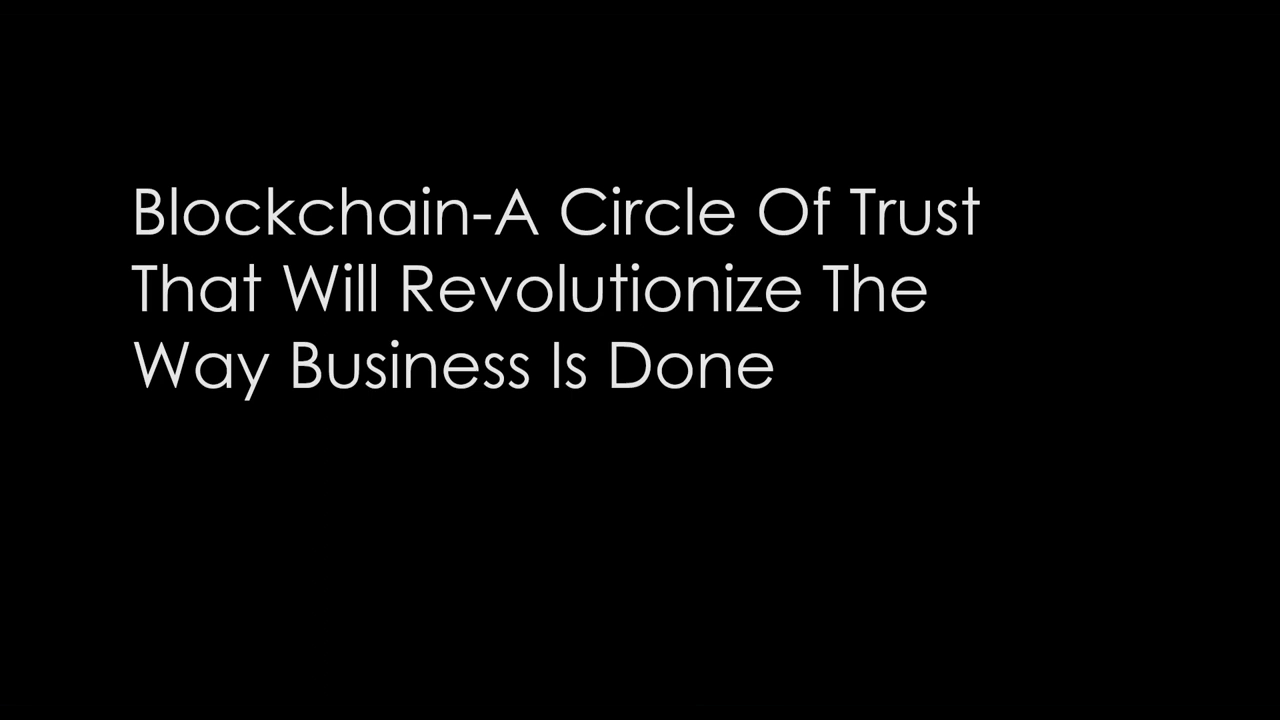 Blockchain-A Circle Of Trust
That Will Revolutionize The
Way Business Is Done